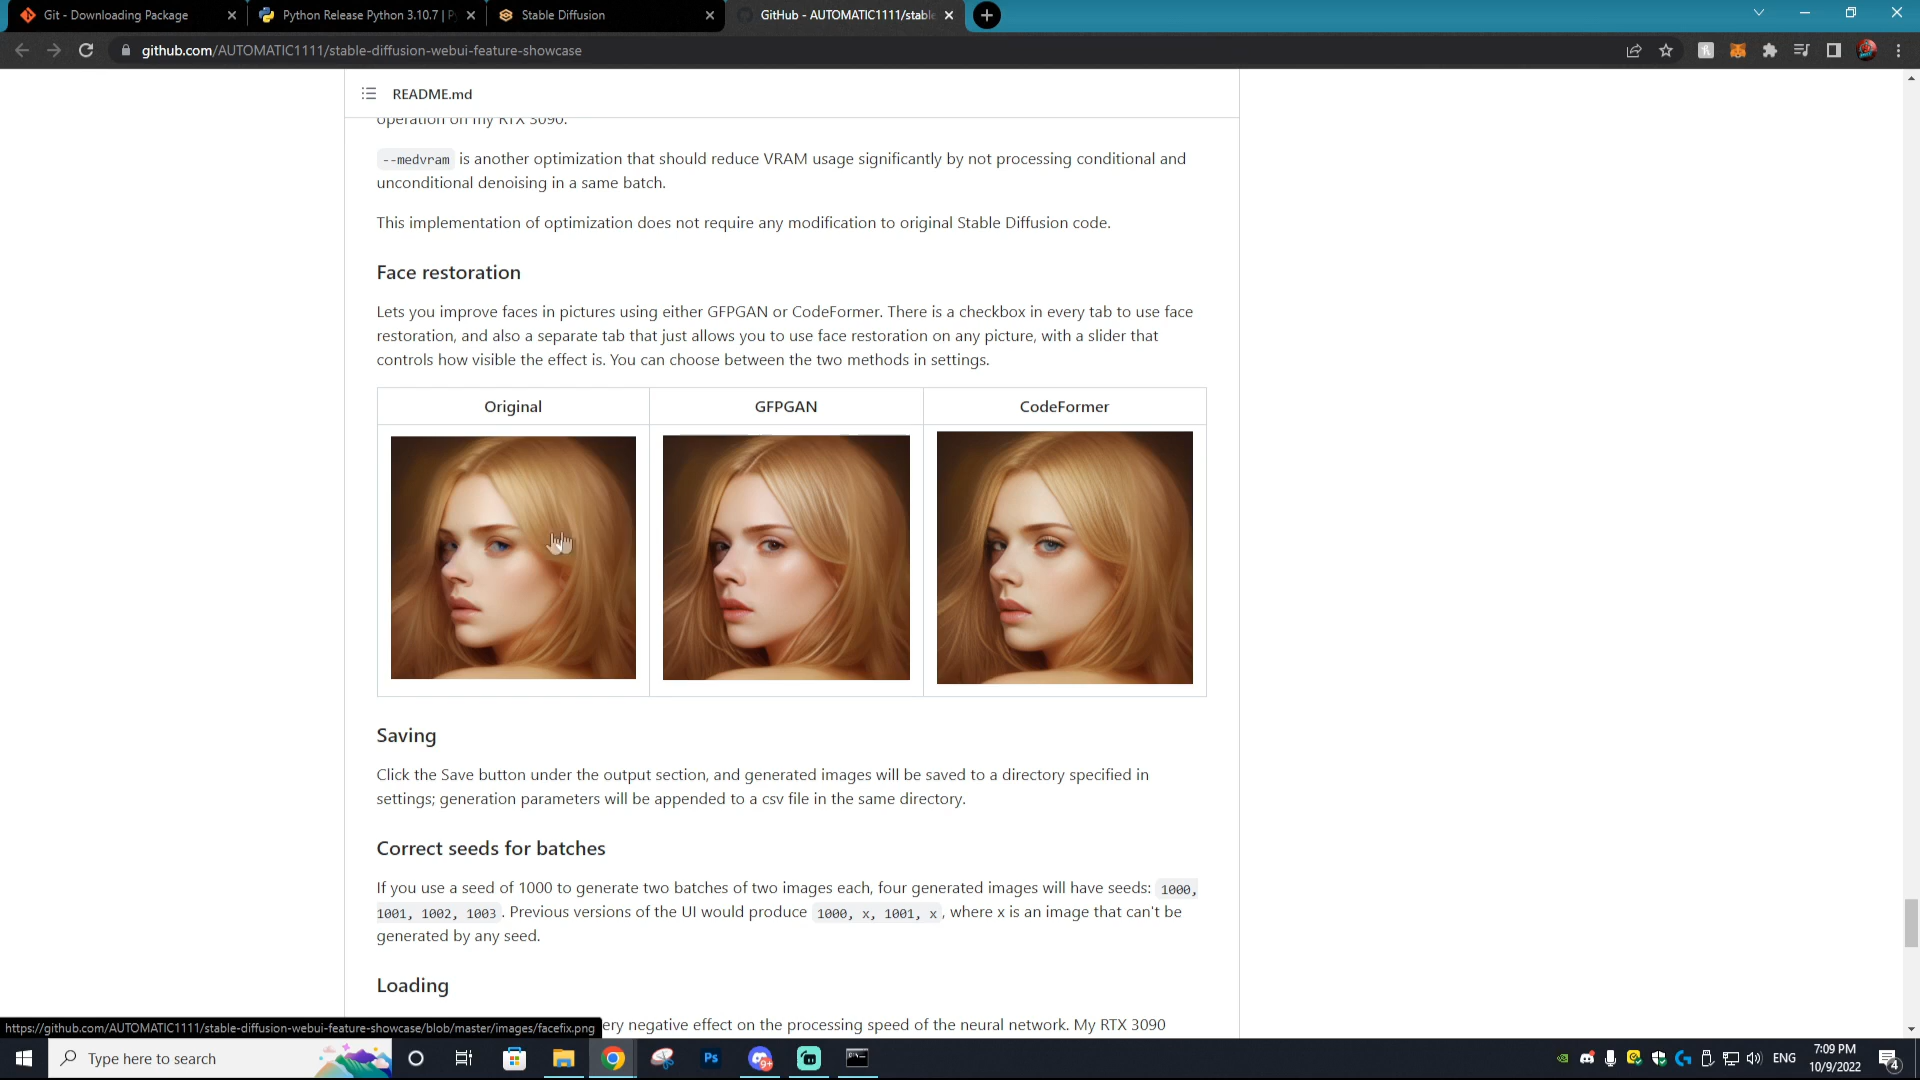 Git - Downloading Package
Python Release Python 3.10.7 | P
Stable Diffusion
GitHub - AUTOMATIC1111/stable
github.com/AUTOMATIC1111/stable-diffusion-webui-feature-showcase
README.md
operation on my RTX 3090.
--medvram is another optimization that should reduce VRAM usage significantly by not processing conditional and
unconditional denoising in a same batch.
This implementation of optimization does not require any modification to original Stable Diffusion code.
Face restoration
Lets you improve faces in pictures using either GFPGAN or CodeFormer. There is a checkbox in every tab to use face
restoration, and also a separate tab that just allows you to use face restoration on any picture, with a slider that
controls how visible the effect is. You can choose between the two methods in settings.
Original GFPGAN CodeFormer
Saving
Click the Save button under the output section, and generated images will be saved to a directory specified in
settings; generation parameters will be appended to a csv file in the same directory.
Correct seeds for batches
If you use a seed of 1000 to generate two batches of two images each, four generated images will have seeds: 1000,
1001, 1002, 1003 . Previous versions of the UI would produce 1000, x, 1001, x , where x is an image that can't be
generated by any seed.
Loading
ery negative effect on the processing speed of the neural network. My RTX 3090
https://github.com/AUTOMATIC1111/stable-diffusion-webui-feature-showcase/blob/master/images/facefix.png
Type here to search
Ps
9+
ENG
7:09 PM
10/9/2022
4